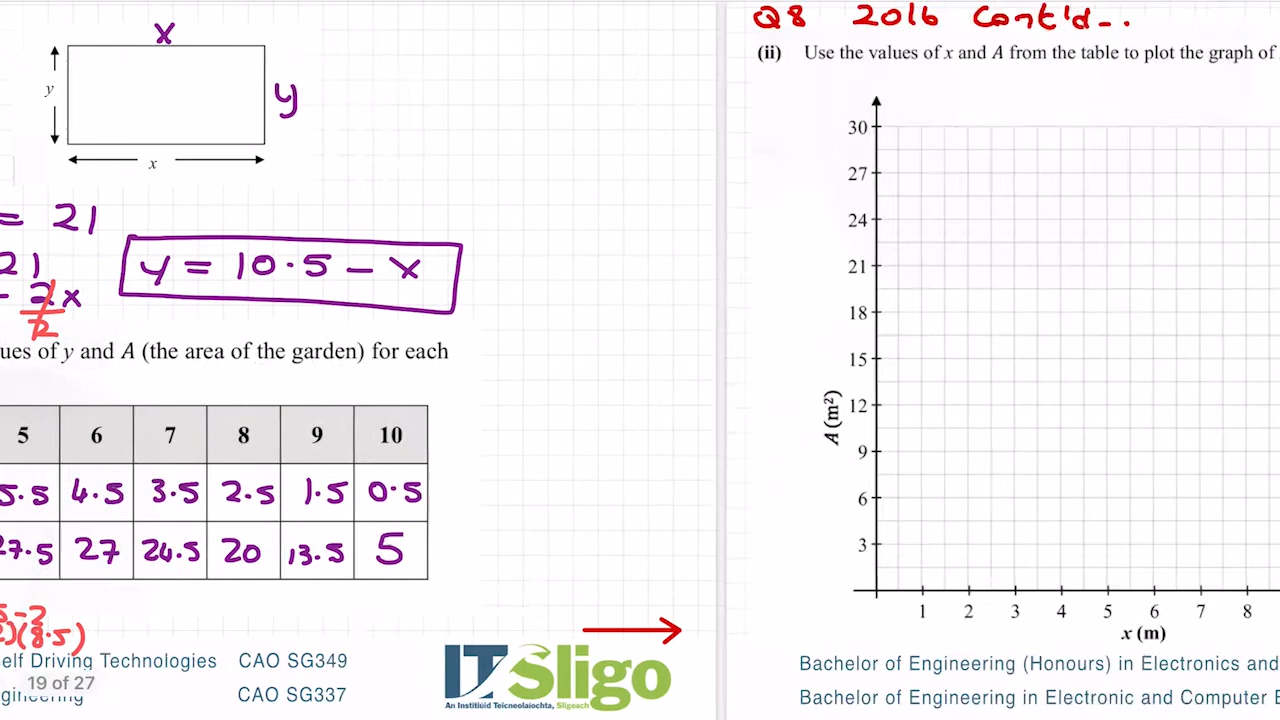 x
y
y
x
= 21
21
- 2x
2
y = 10.5 - x
ues of y and A (the area of the garden) for each
5 6 7 8 9 10
5.5 4.5 3.5 2.5 1.5 0.5
27.5 27 24.5 20 13.5 5
)(8.5)
elf Driving Technologies CAO SG349
19 of 27
gineering CAO SG337
IT Sligo
An Institiúid Teicneolaíochta, Sligeach
Q8 2016 Cont'd...
(ii) Use the values of x and A from the table to plot the graph of
30
27
24
21
18
15
12
9
6
3
A (m²)
1 2 3 4 5 6 7 8
x (m)
Bachelor of Engineering (Honours) in Electronics and
Bachelor of Engineering in Electronic and Computer E